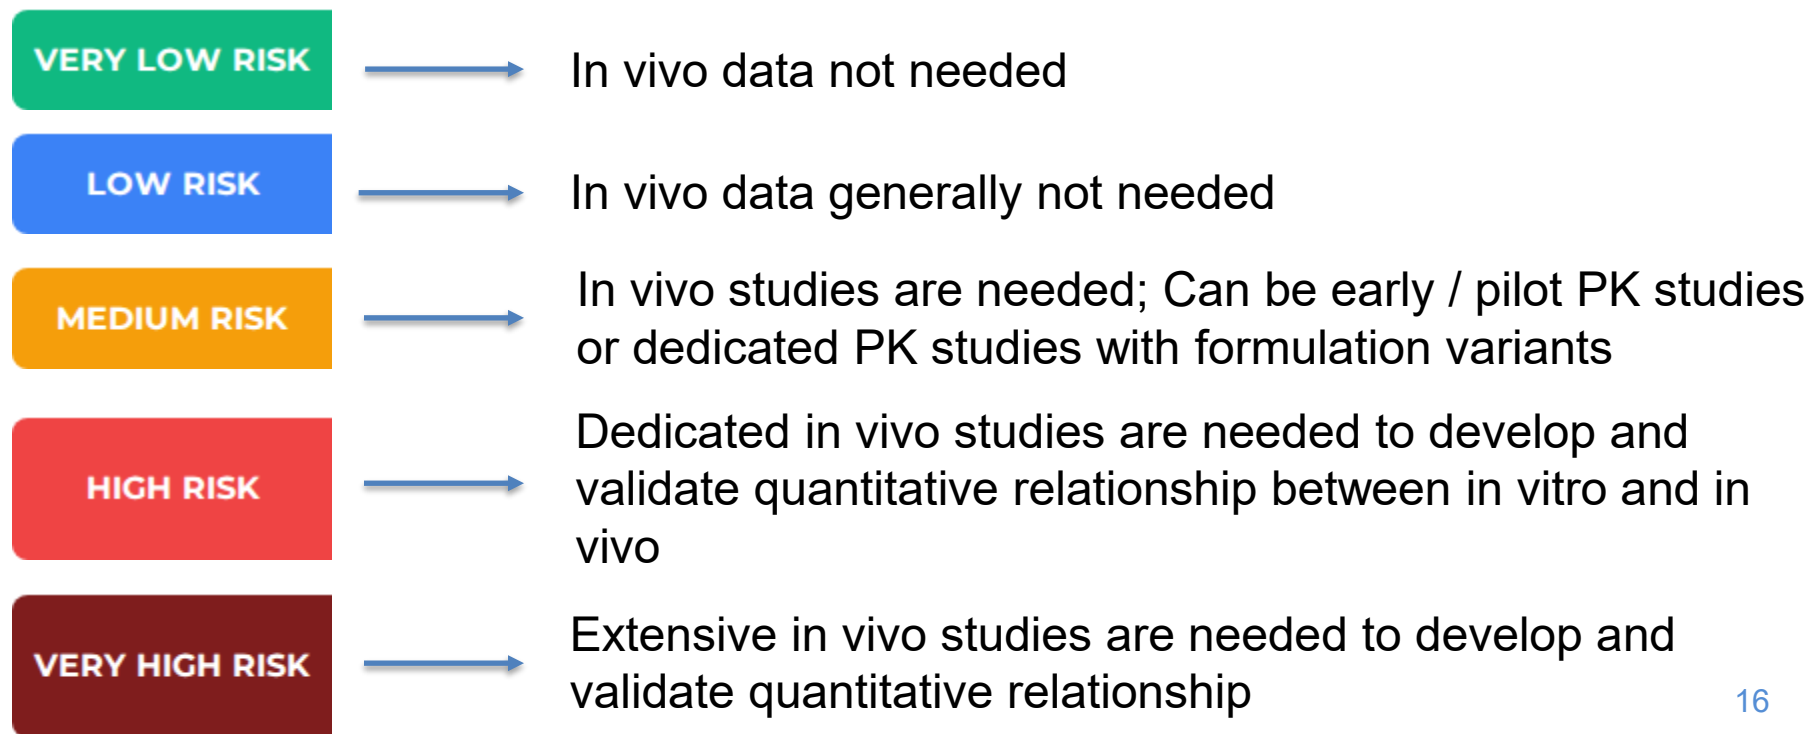 VERY LOW RISK
In vivo data not needed
LOW RISK
In vivo data generally not needed
MEDIUM RISK
In vivo studies are needed; Can be early / pilot PK studies
or dedicated PK studies with formulation variants
HIGH RISK
Dedicated in vivo studies are needed to develop and
validate quantitative relationship between in vitro and in
vivo
VERY HIGH RISK
Extensive in vivo studies are needed to develop and
validate quantitative relationship
16